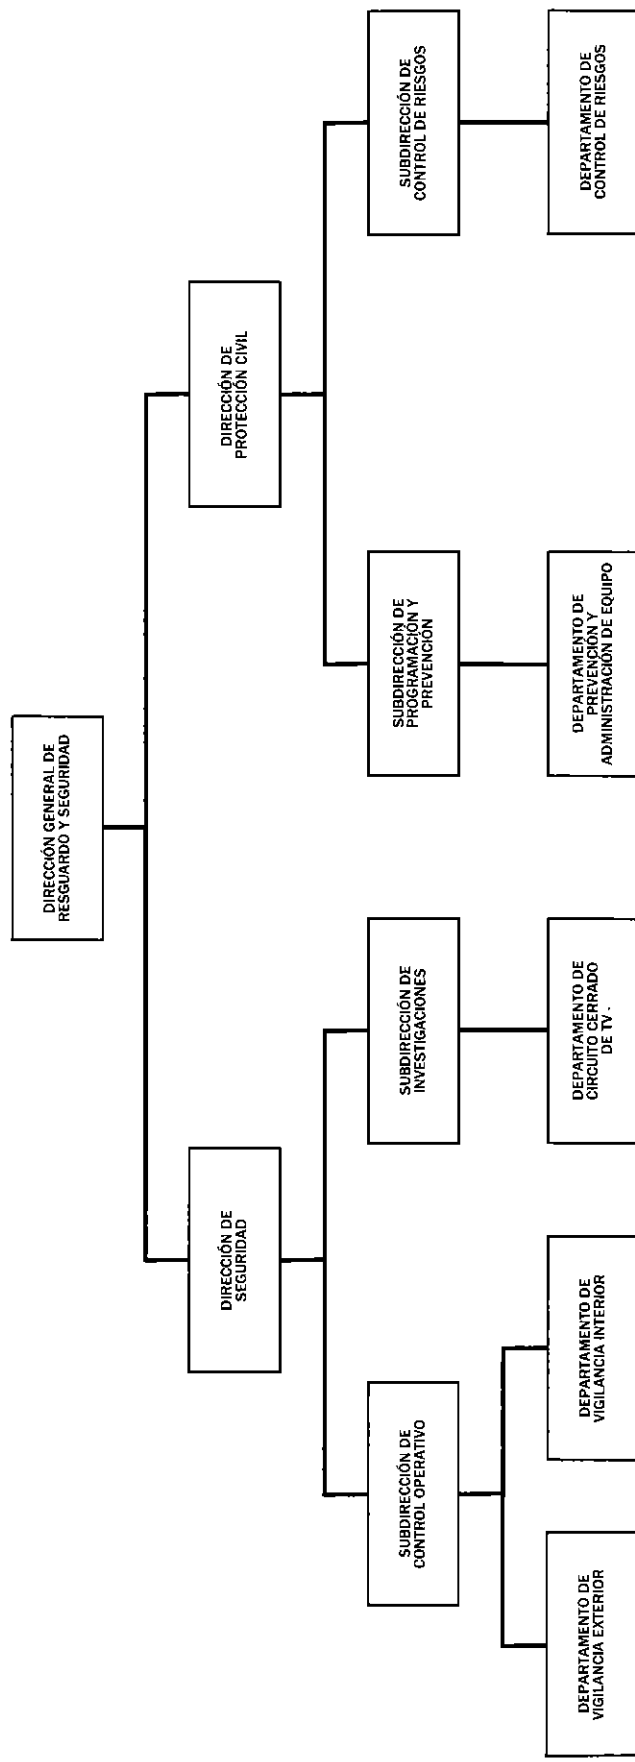 DIRECCIÓN GENERAL DE
RESGUARDO Y SEGURIDAD
DIRECCIÓN DE
SEGURIDAD
DIRECCIÓN DE
PROTECCIÓN CIVIL
SUBDIRECCIÓN DE
CONTROL OPERATIVO
SUBDIRECCIÓN DE
INVESTIGACIONES
SUBDIRECCIÓN DE
PROGRAMACIÓN Y
PREVENCIÓN
SUBDIRECCIÓN DE
CONTROL DE RIESGOS
DEPARTAMENTO DE
VIGILANCIA EXTERIOR
DEPARTAMENTO DE
VIGILANCIA INTERIOR
DEPARTAMENTO DE
CIRCUITO CERRADO
DE TV -
DEPARTAMENTO DE
PREVENCIÓN Y
ADMINISTRACIÓN DE EQUIPO
DEPARTAMENTO DE
CONTROL DE RIESGOS